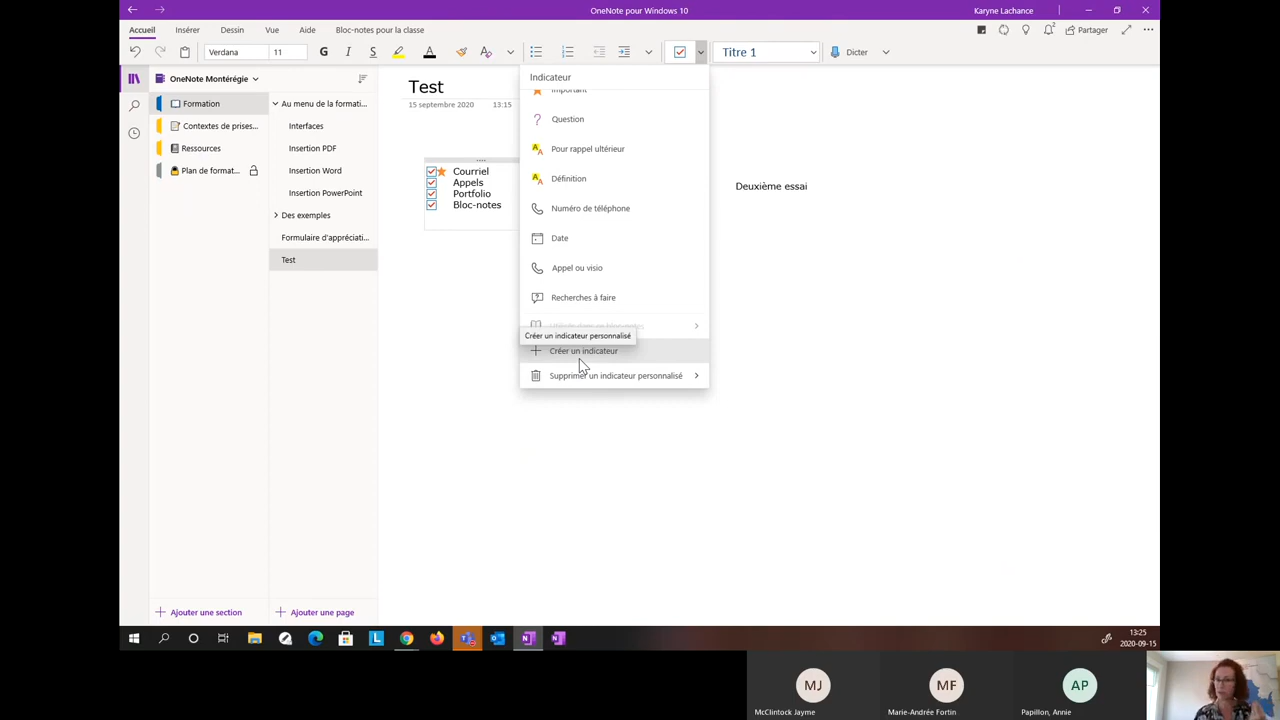 OneNote pour Windows 10
Karyne Lachance
Accueil
Insérer
Dessin
Vue
Aide
Bloc-notes pour la classe
2
Partager
Verdana
11
G
I
S
A
Titre 1
Dicter
OneNote Montérégie
Formation
Contextes de prises...
Ressources
Plan de format...
Au menu de la formatio...
Interfaces
Insertion PDF
Insertion Word
Insertion PowerPoint
Des exemples
Formulaire d'appréciati...
Test
Test
15 septembre 2020
13:15
Courriel
Appels
Portfolio
Bloc-notes
Deuxième essai
Indicateur
Important
Question
Pour rappel ultérieur
Définition
Numéro de téléphone
Date
Appel ou visio
Recherches à faire
Créer un indicateur personnalisé
Créer un indicateur
Supprimer un indicateur personnalisé
Ajouter une section
Ajouter une page
13:25
2020-09-15
MJ
McClintock Jayme
MF
Marie-Andrée Fortin
AP
Papillon, Annie